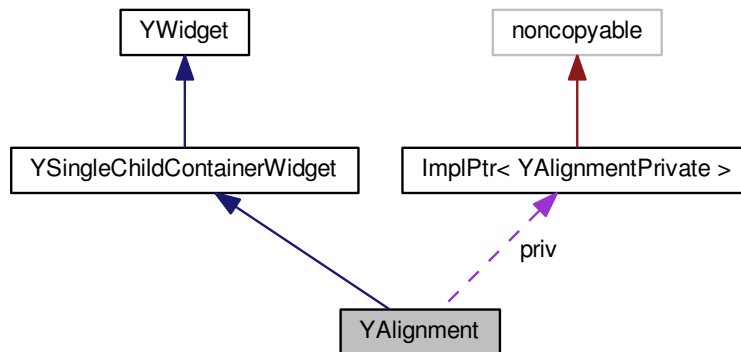 YWidget
noncopyable
YSingleChildContainerWidget
ImplPtr< YAlignmentPrivate >
priv
YAlignment